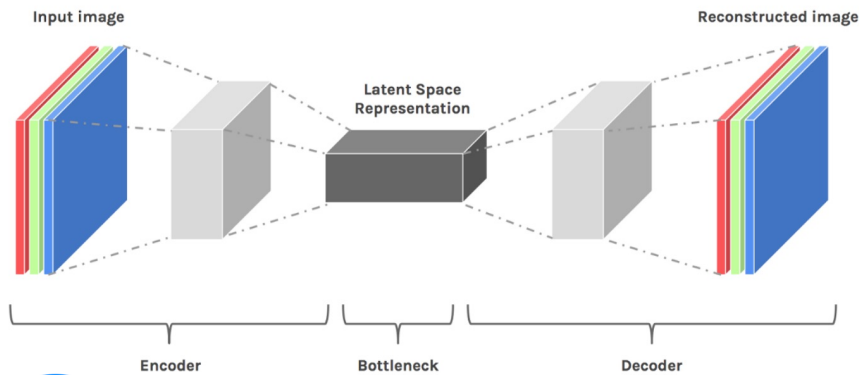 Input image
Reconstructed image
Latent Space
Representation
Encoder
Bottleneck
Decoder